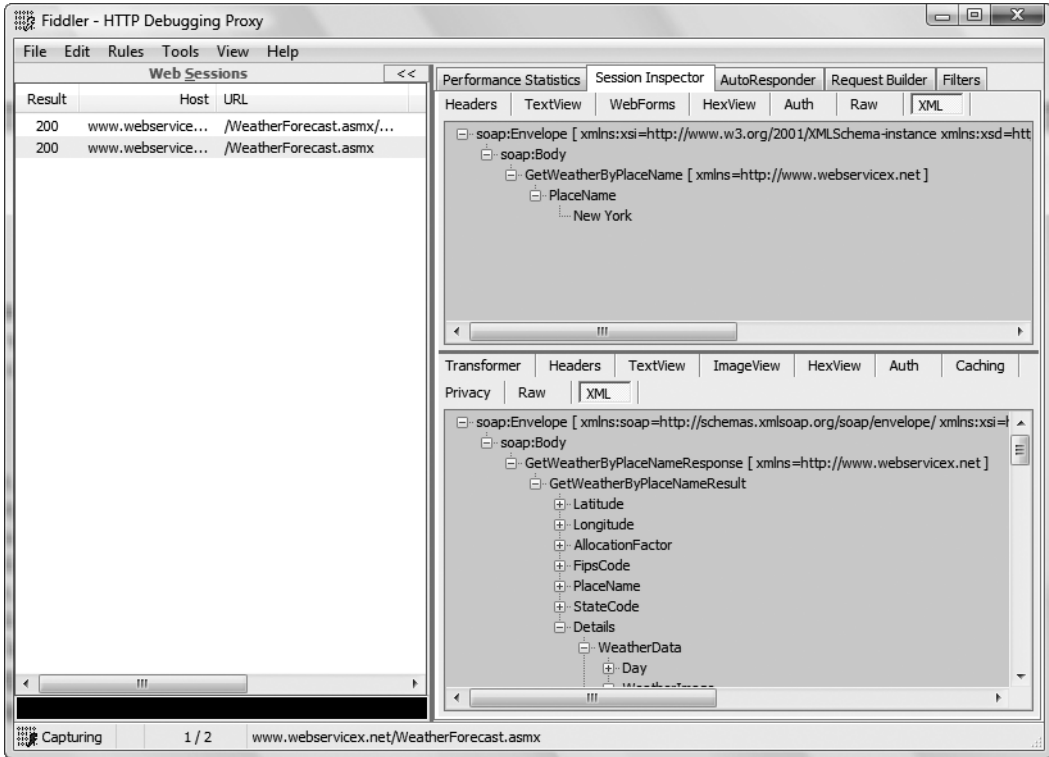 Fiddler - HTTP Debugging Proxy
File Edit Rules Tools View Help
Web Sessions <<
Result Host URL
200 www.webservice... /WeatherForecast.asmx/...
200 www.webservice... /WeatherForecast.asmx
Performance Statistics Session Inspector AutoResponder Request Builder Filters
Headers TextView WebForms HexView Auth Raw XML
soap:Envelope [ xmlns:xsi=http://www.w3.org/2001/XMLSchema-instance xmlns:xsd=htt
soap:Body
GetWeatherByPlaceName [ xmlns=http://www.webservicex.net ]
PlaceName
New York
Transformer Headers TextView ImageView HexView Auth Caching
Privacy Raw XML
soap:Envelope [ xmlns:soap=http://schemas.xmlsoap.org/soap/envelope/ xmlns:xsi=h
soap:Body
GetWeatherByPlaceNameResponse [ xmlns=http://www.webservicex.net ]
GetWeatherByPlaceNameResult
Latitude
Longitude
AllocationFactor
FipsCode
PlaceName
StateCode
Details
WeatherData
Day
WeatherImage
Capturing 1 / 2 www.webservicex.net/WeatherForecast.asmx